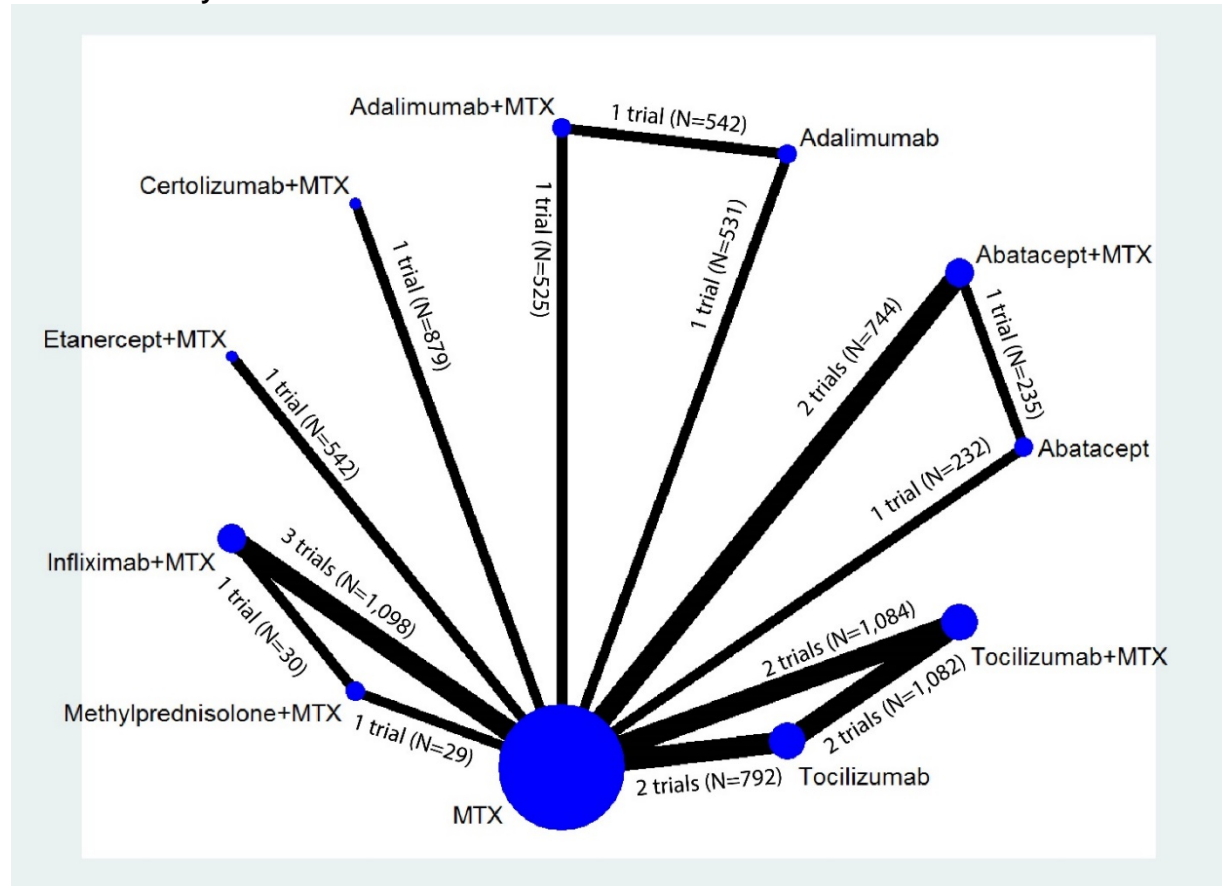 Adalimumab+MTX
1 trial (N=542)
Adalimumab
Certolizumab+MTX
1 trial (N=525)
1 trial (N=531)
1 trial (N=879)
Abatacept+MTX
2 trials (N=744)
1 trial (N=235)
Etanercept+MTX
1 trial (N=542)
Abatacept
1 trial (N=232)
Infliximab+MTX
3 trials (N=1,098)
1 trial (N=30)
2 trials (N=1,084)
Tocilizumab+MTX
2 trials (N=1,082)
Methylprednisolone+MTX
1 trial (N=29)
2 trials (N=792)
Tocilizumab
MTX